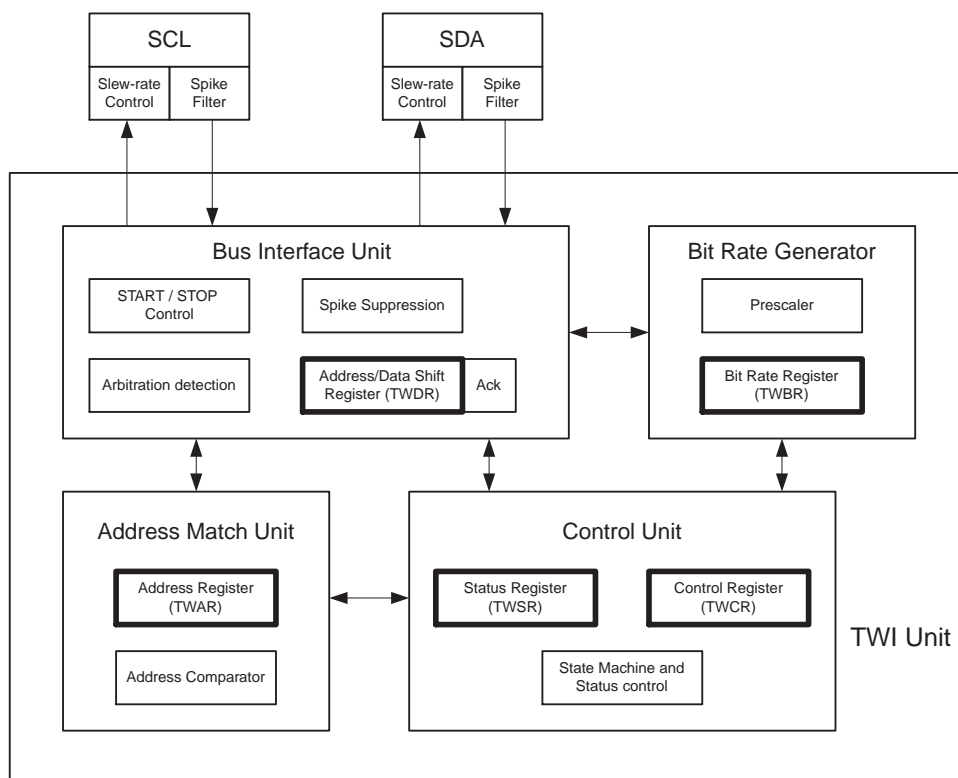 SCL
Slew-rate
Control
Spike
Filter
SDA
Slew-rate
Control
Spike
Filter
Bus Interface Unit
START / STOP
Control
Spike Suppression
Arbitration detection
Address/Data Shift
Register (TWDR)
Ack
Bit Rate Generator
Prescaler
Bit Rate Register
(TWBR)
Address Match Unit
Address Register
(TWAR)
Address Comparator
Control Unit
Status Register
(TWSR)
Control Register
(TWCR)
State Machine and
Status control
TWI Unit